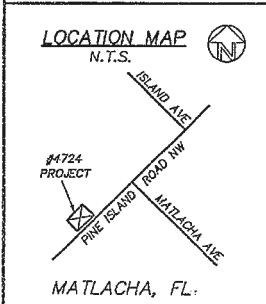 LOCATION MAP
N
N.T.S.
ISLAND AVE
#4724
PROJECT
PINE ISLAND ROAD NW
MATLACHA AVE
MATLACHA, FL.